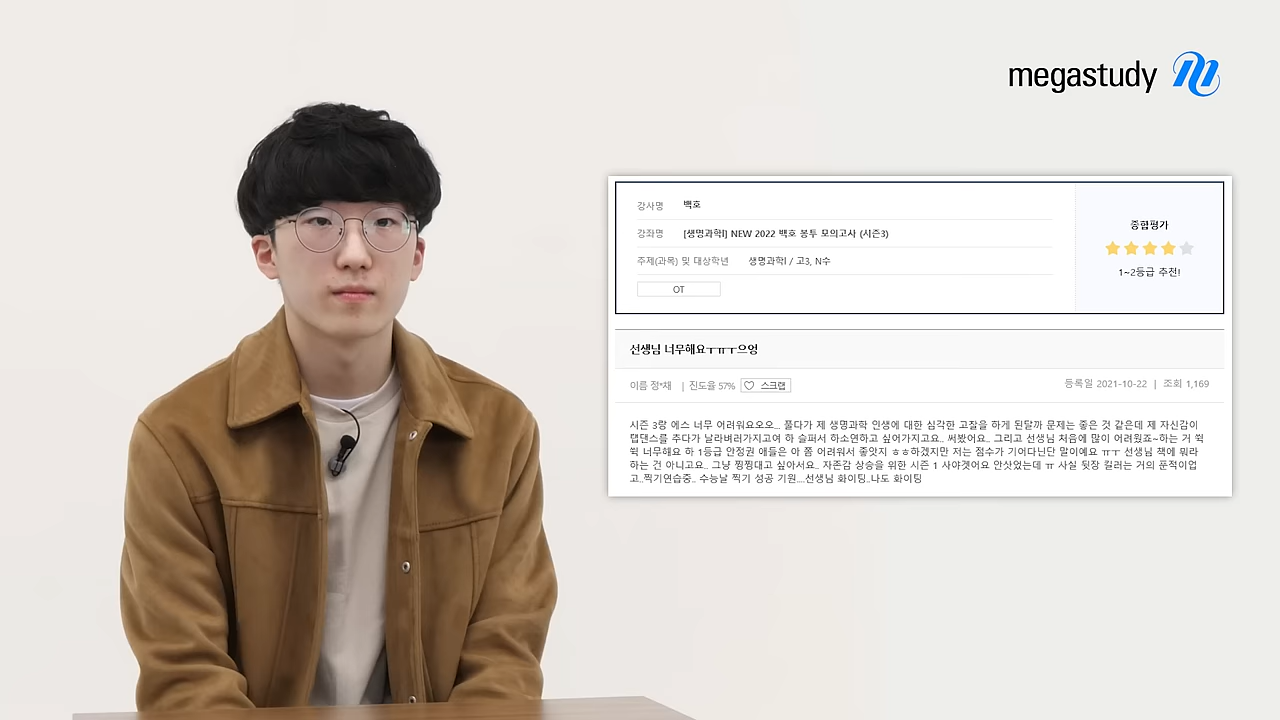 megastudy
강사명 백호
강좌명 [생명과학I] NEW 2022 백호 봉투 모의고사 (시즌3)
주제(과목) 및 대상학년 생명과학I / 고3, N수
OT
종합평가
1~2등급 추천!
선생님 너무해요ㅜㅠㅜ으엉
이름 정*재 | 진도율 57% ♡ 스크랩
등록일 2021-10-22 | 조회 1,169
시즌 3랑 에스 너무 어려워요오으... 풀다가 제 생명과학 인생에 대한 심각한 고찰을 하게 된달까 문제는 좋은 것 같은데 제 자신감이
탭댄스를 추다가 날라벼러가지고여 하 슬퍼서 하소연하고 싶어가지고요.. 써봤어요.. 그리고 선생님 처음에 많이 어려웠죠~하는 거 뭑
뭑 너무해요 하 1등급 안정권 애들은 아 쫌 어려워서 좋앗지 ㅎㅎ하겠지만 저는 점수가 기어다닌단 말이예요 ㅠㅜ 선생님 책에 뭐라
하는 건 아니고요.. 그냥 찡찡대고 싶아서요.. 자존감 상승을 위한 시즌 1 사야겟어요 안삿었는데 ㅠ 사실 뒷장 킬러는 거의 푼적이업
고..찍기연습중.. 수능날 찍기 성공 기원....선생님 화이팅..나도 화이팅